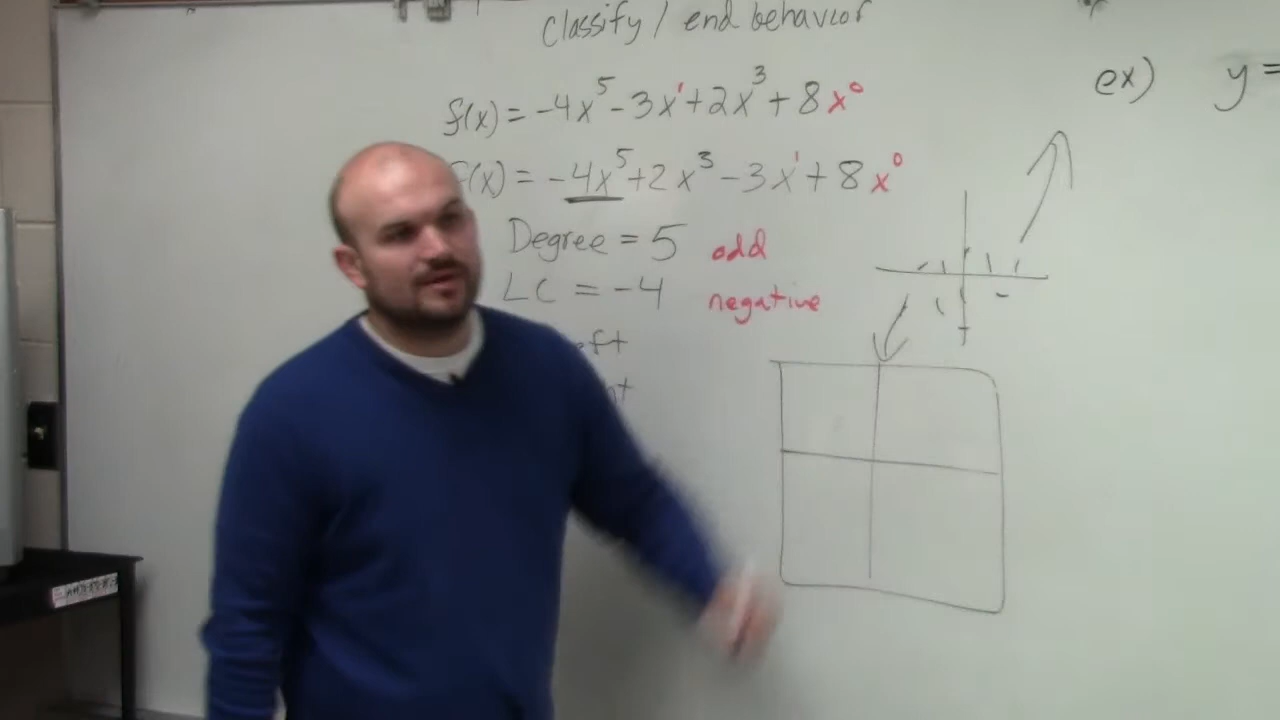 classify / end behavior
f(x) = -4x⁵ - 3x¹ + 2x³ + 8x⁰
f(x) = -4x⁵ + 2x³ - 3x¹ + 8x⁰
Degree = 5 odd
LC = -4 negative
eft
ht
ex) y =